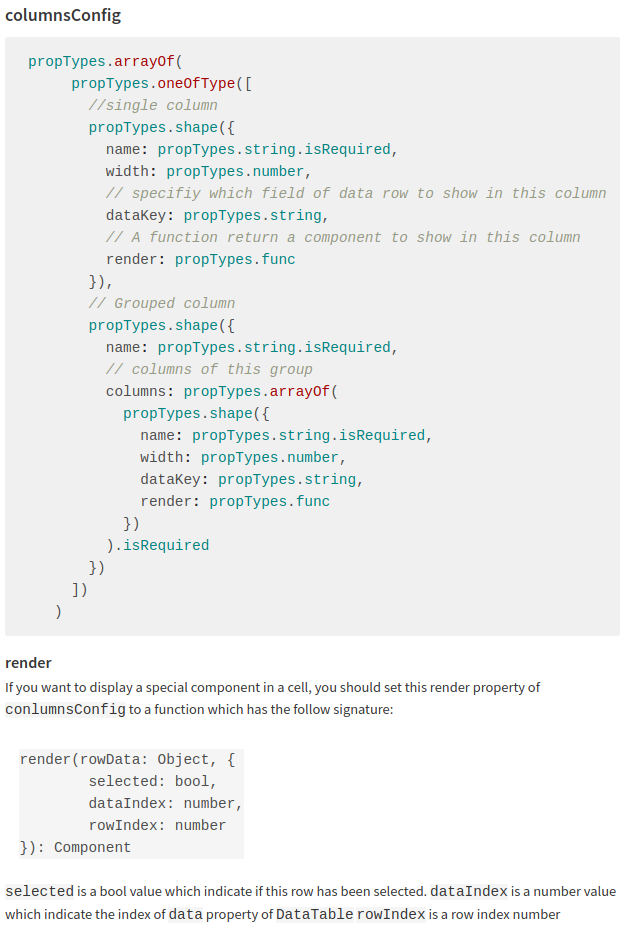 columnsConfig
propTypes.arrayOf(
propTypes.oneOfType([
//single column
propTypes.shape({
name: propTypes.string.isRequired,
width: propTypes.number,
// specifiy which field of data row to show in this column
dataKey: propTypes.string,
// A function return a component to show in this column
render: propTypes.func
}),
// Grouped column
propTypes.shape({
name: propTypes.string.isRequired,
// columns of this group
columns: propTypes.arrayOf(
propTypes.shape({
name: propTypes.string.isRequired,
width: propTypes.number,
dataKey: propTypes.string,
render: propTypes.func
})
).isRequired
})
])
)
render
If you want to display a special component in a cell, you should set this render property of
conlumnsConfig to a function which has the follow signature:
render(rowData: Object, {
selected: bool,
dataIndex: number,
rowIndex: number
}): Component
selected is a bool value which indicate if this row has been selected. dataIndex is a number value
which indicate the index of data property of DataTable rowIndex is a row index number